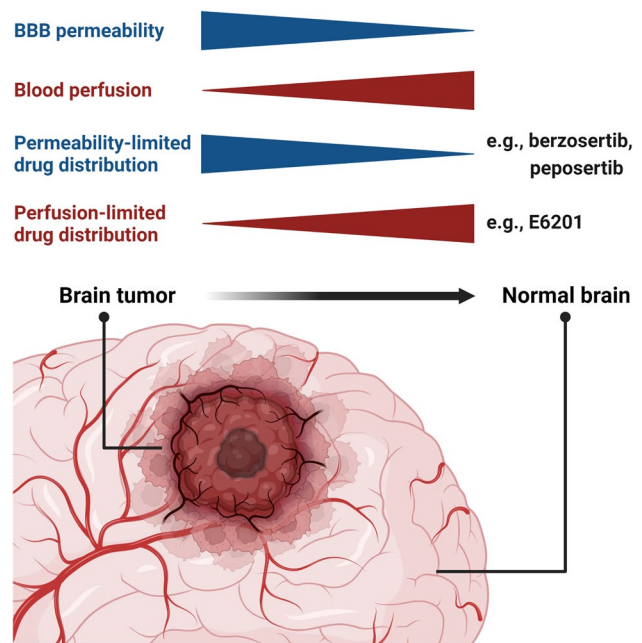 BBB permeability
Blood perfusion
Permeability-limited
drug distribution
e.g., berzosertib,
peposertib
Perfusion-limited
drug distribution
e.g., E6201
Brain tumor
Normal brain